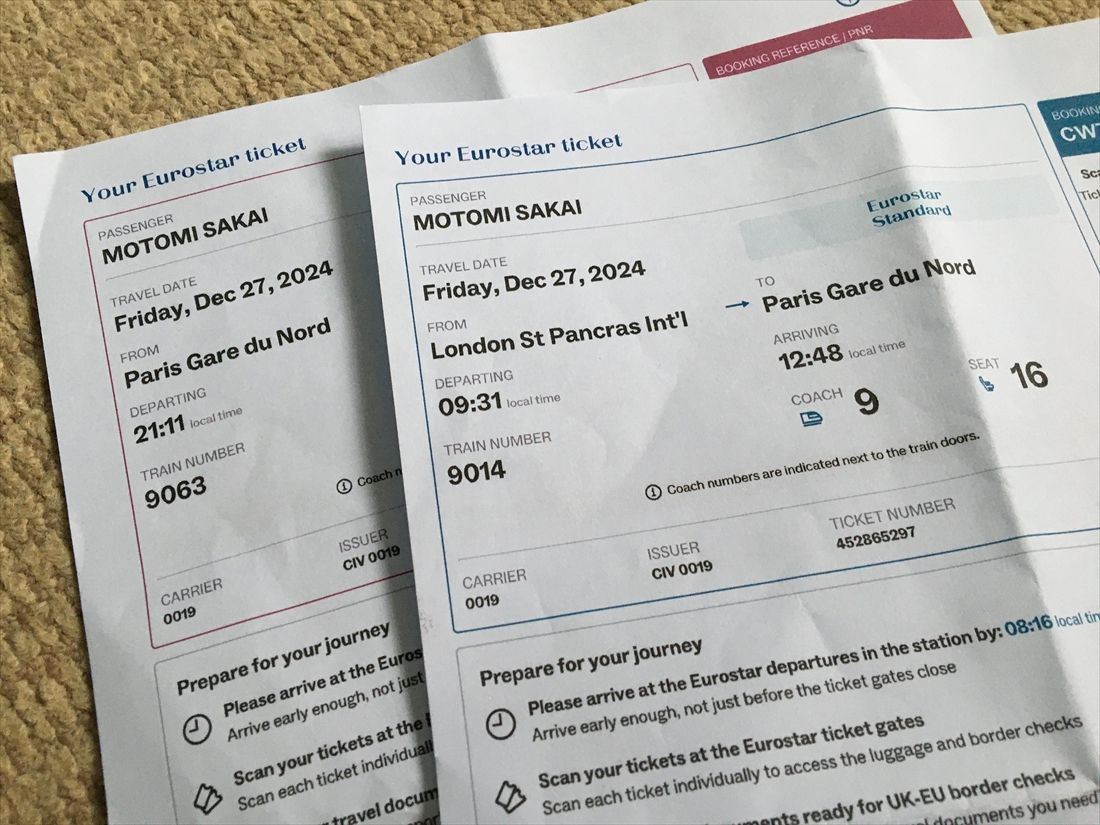 BOOKING REFERENCE / PNR
Your Eurostar ticket
PASSENGER
MOTOMI SAKAI
TRAVEL DATE
Friday, Dec 27, 2024
FROM
Paris Gare du Nord
DEPARTING
21:11 local time
TRAIN NUMBER
9063
Coach
CARRIER
0019
ISSUER
CIV 0019
Prepare for your journey
Please arrive at the
Arrive early enough, not just
Scan your tickets at the
Scan each ticket
travel
Your Eurostar ticket
PASSENGER
MOTOMI SAKAI
Eurostar
Standard
TRAVEL DATE
Friday, Dec 27, 2024
FROM
London St Pancras Int'l
TO
Paris Gare du Nord
DEPARTING
09:31 local time
ARRIVING
12:48 local time
COACH
9
SEAT
16
TRAIN NUMBER
9014
Coach numbers are indicated next to the train doors.
CARRIER
0019
ISSUER
CIV 0019
TICKET NUMBER
452865297
Prepare for your journey
Please arrive at the Eurostar departures in the station by: 08:16 local
Arrive early enough, not just before the ticket gates close
Scan your tickets at the Eurostar ticket gates
Scan each ticket individually to access the luggage and border checks
ready for UK-EU border checks
documents you need